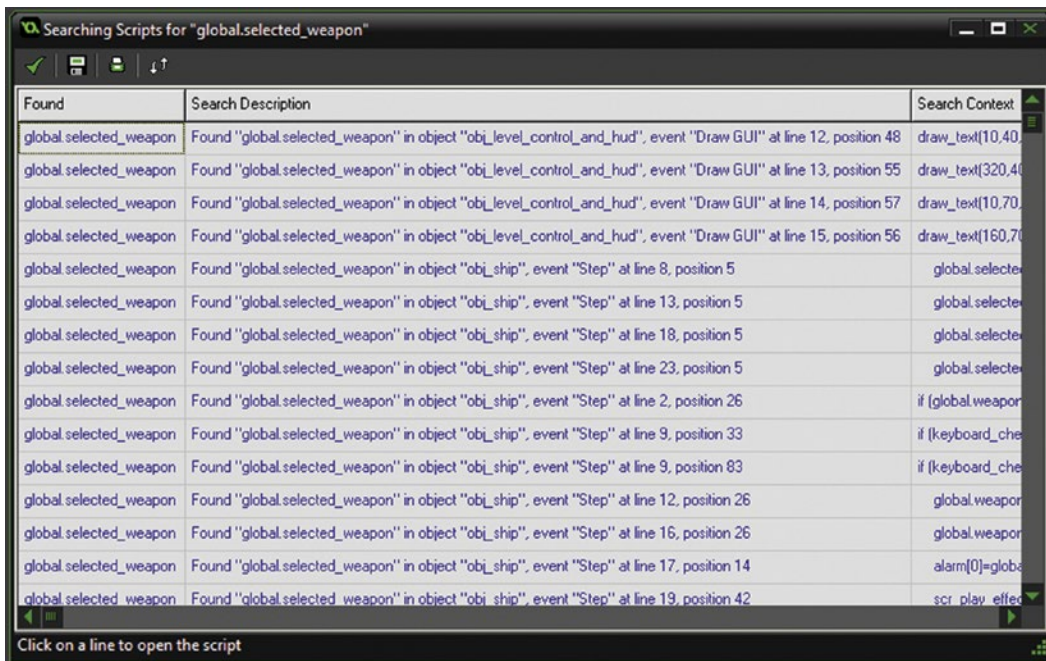 Searching Scripts for "global.selected_weapon"
Found Search Description Search Context
global.selected_weapon Found "global.selected_weapon" in object "obj_level_control_and_hud", event "Draw GUI" at line 12, position 48 draw_text(10,40,
global.selected_weapon Found "global.selected_weapon" in object "obj_level_control_and_hud", event "Draw GUI" at line 13, position 55 draw_text(320,40
global.selected_weapon Found "global.selected_weapon" in object "obj_level_control_and_hud", event "Draw GUI" at line 14, position 57 draw_text(10,70,
global.selected_weapon Found "global.selected_weapon" in object "obj_level_control_and_hud", event "Draw GUI" at line 15, position 56 draw_text(160,70
global.selected_weapon Found "global.selected_weapon" in object "obj_ship", event "Step" at line 8, position 5 global.selected
global.selected_weapon Found "global.selected_weapon" in object "obj_ship", event "Step" at line 13, position 5 global.selected
global.selected_weapon Found "global.selected_weapon" in object "obj_ship", event "Step" at line 18, position 5 global.selected
global.selected_weapon Found "global.selected_weapon" in object "obj_ship", event "Step" at line 23, position 5 global.selected
global.selected_weapon Found "global.selected_weapon" in object "obj_ship", event "Step" at line 2, position 26 if (global.weapon
global.selected_weapon Found "global.selected_weapon" in object "obj_ship", event "Step" at line 9, position 33 if (keyboard_che
global.selected_weapon Found "global.selected_weapon" in object "obj_ship", event "Step" at line 9, position 83 if (keyboard_che
global.selected_weapon Found "global.selected_weapon" in object "obj_ship", event "Step" at line 12, position 26 global.weapon
global.selected_weapon Found "global.selected_weapon" in object "obj_ship", event "Step" at line 16, position 26 global.weapon
global.selected_weapon Found "global.selected_weapon" in object "obj_ship", event "Step" at line 17, position 14 alarm[0]=globa
global.selected_weapon Found "global.selected_weapon" in object "obj_ship", event "Step" at line 19, position 42 scr_play_effec
Click on a line to open the script